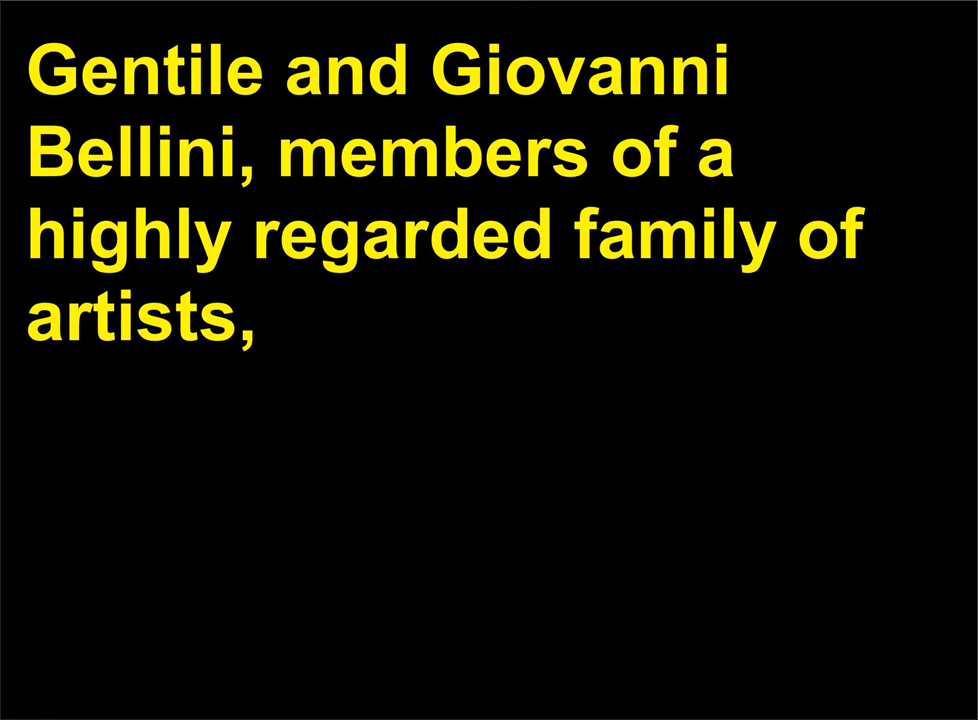 Gentile and Giovanni
Bellini, members of a
highly regarded family of
artists,